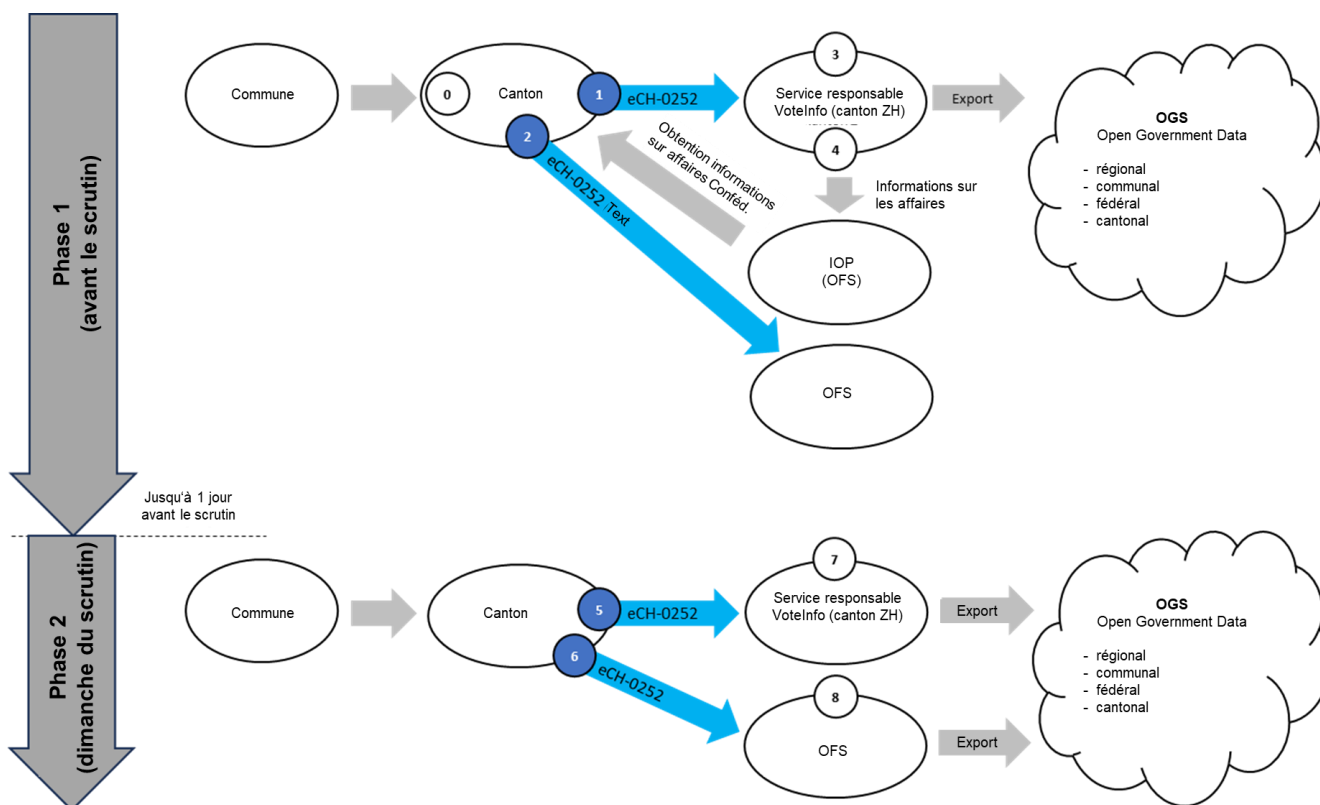 Phase 1
(avant le scrutin)
Commune
0
Canton
1
eCH-0252
2
eCH-0252 Text
Obtention informations
sur affaires Conféd.
3
Service responsable
VoteInfo (canton ZH)
4
Export
Informations sur
les affaires
IOP
(OFS)
OFS
OGS
Open Government Data
- régional
- communal
- fédéral
- cantonal
Jusqu'à 1 jour
avant le scrutin
Phase 2
(dimanche du scrutin)
Commune
Canton
5
eCH-0252
6
eCH-0252
7
Service responsable
VoteInfo (canton ZH)
Export
8
OFS
Export
OGS
Open Government Data
- régional
- communal
- fédéral
- cantonal